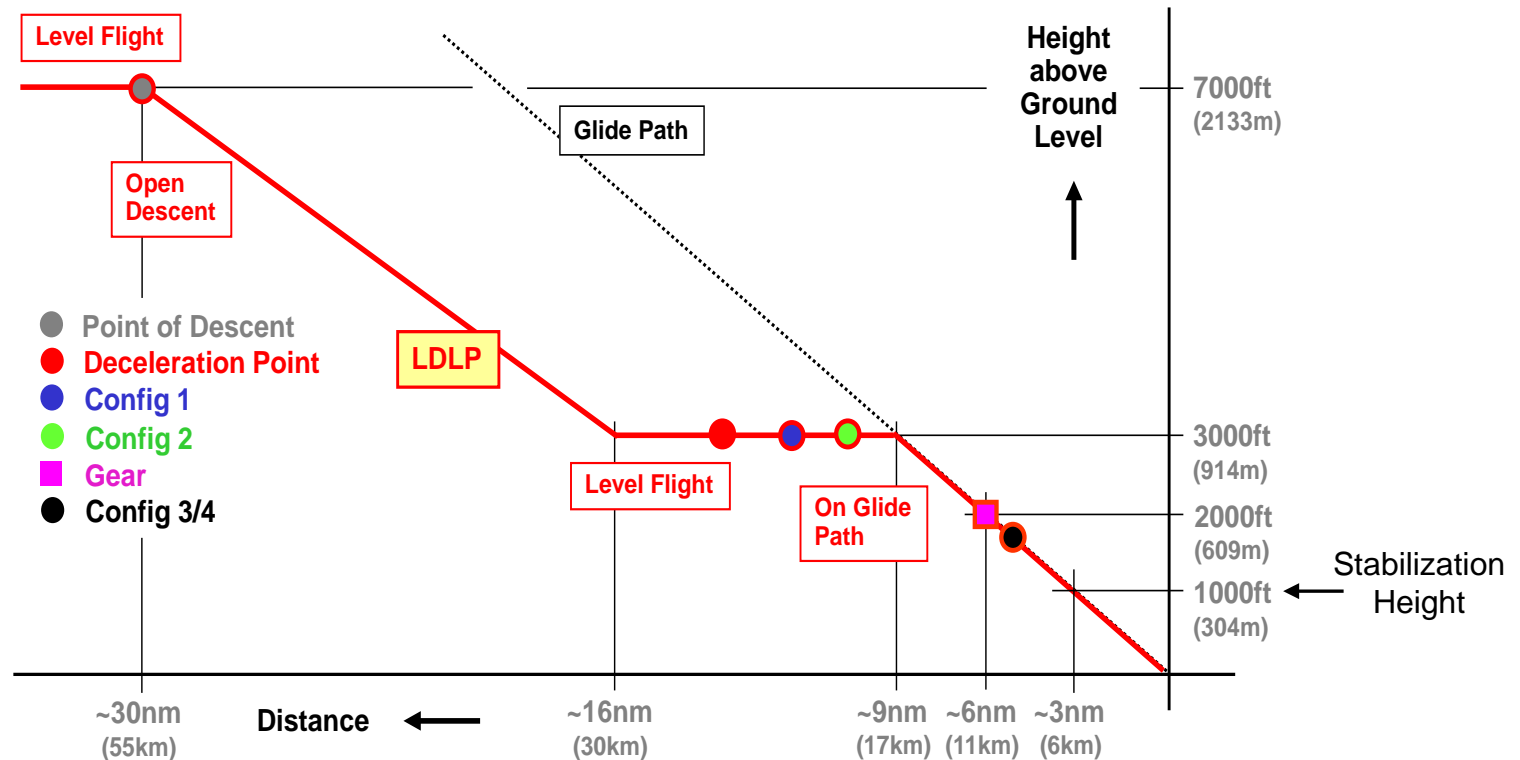 Level Flight
Height
above
Ground
Level
7000ft
(2133m)
Glide Path
Open
Descent
Point of Descent
Deceleration Point
Config 1
Config 2
Gear
Config 3/4
LDLP
3000ft
(914m)
Level Flight
On Glide
Path
2000ft
(609m)
1000ft
(304m)
Stabilization
Height
~30nm
(55km)
Distance
~16nm
(30km)
~9nm
(17km)
~6nm
(11km)
~3nm
(6km)